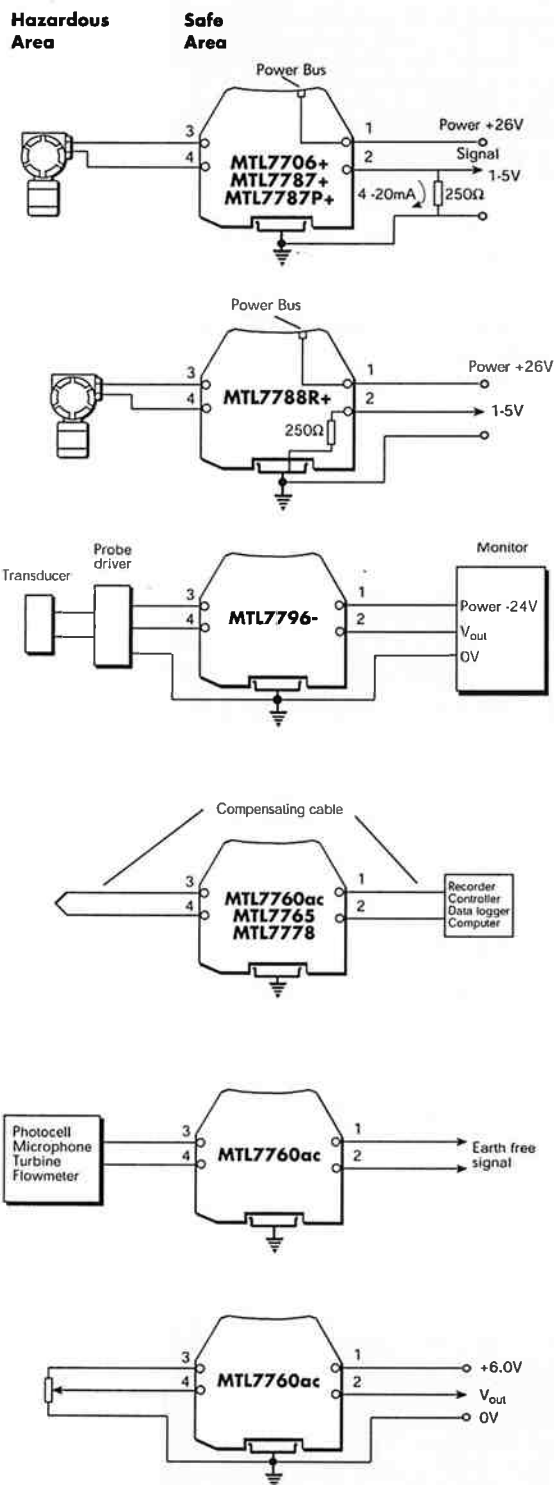 Hazardous Area
Safe Area
Power Bus
3
4
MTL7706+
MTL7787+
MTL7787P+
1
2
Power +26V
Signal
1-5V
4 -20mA
250Ω
Power Bus
3
4
MTL7788R+
250Ω
1
2
Power +26V
1-5V
Transducer
Probe driver
3
4
MTL7796-
1
2
Monitor
Power -24V
Vout
0V
Compensating cable
3
4
MTL7760ac
MTL7765
MTL7778
1
2
Recorder
Controller
Data logger
Computer
Photocell
Microphone
Turbine
Flowmeter
3
4
MTL7760ac
1
2
Earth free signal
3
4
MTL7760ac
1
2
+6.0V
Vout
0V